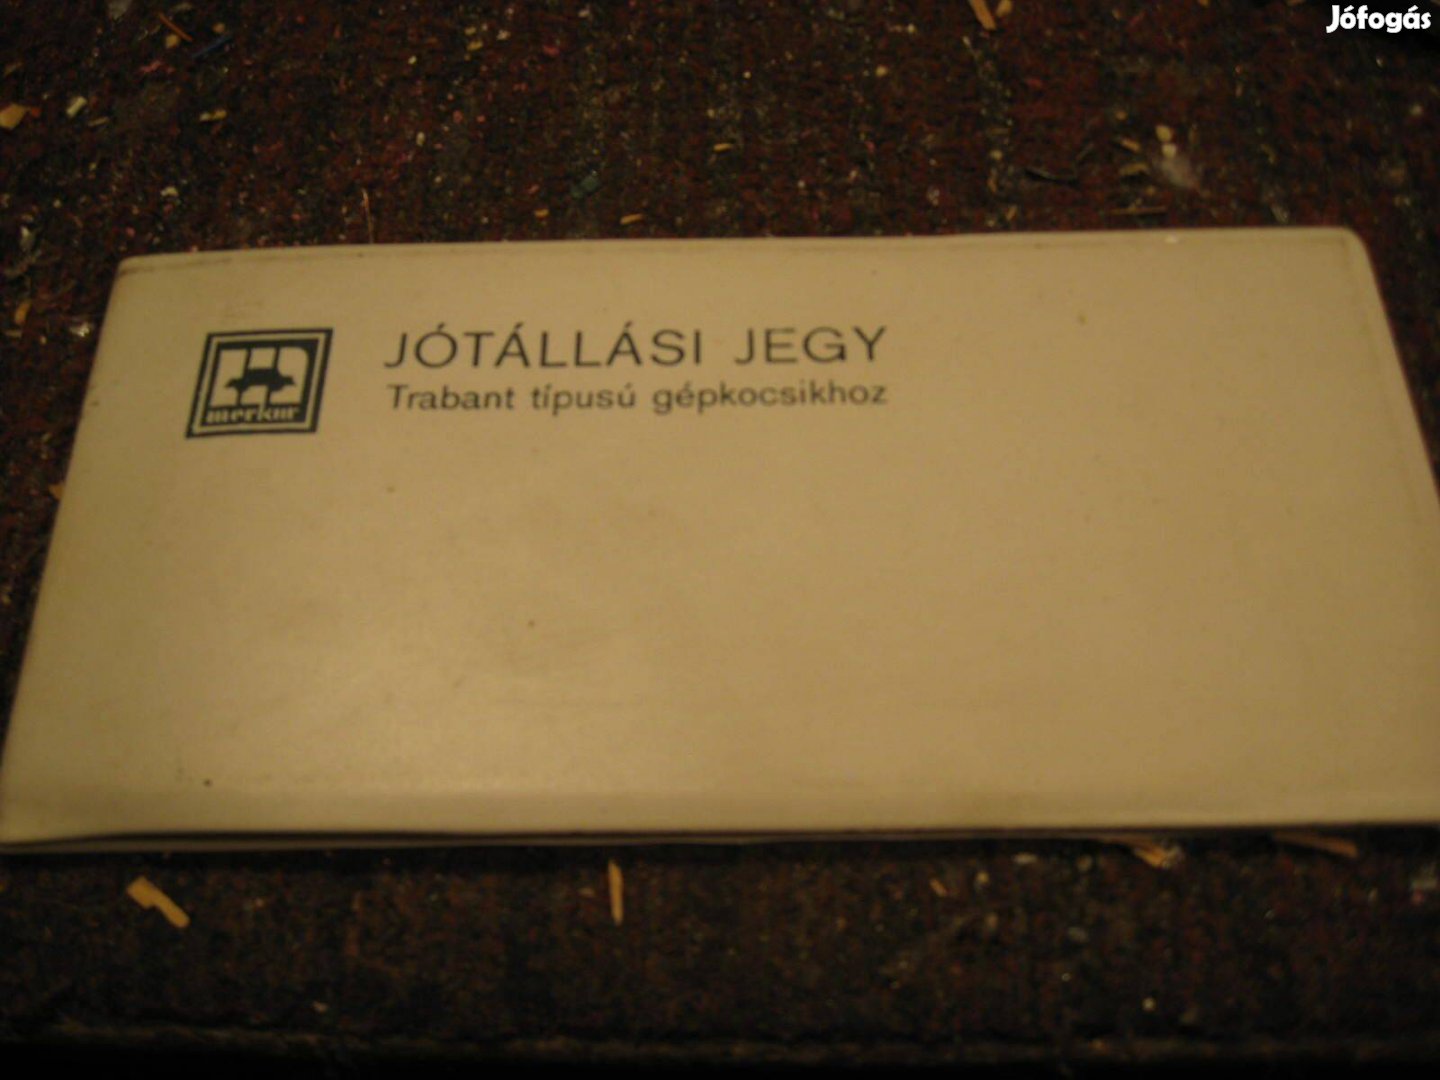 Jófogás
merkur
JÓTÁLLÁSI JEGY
Trabant típusú gépkocsikhoz